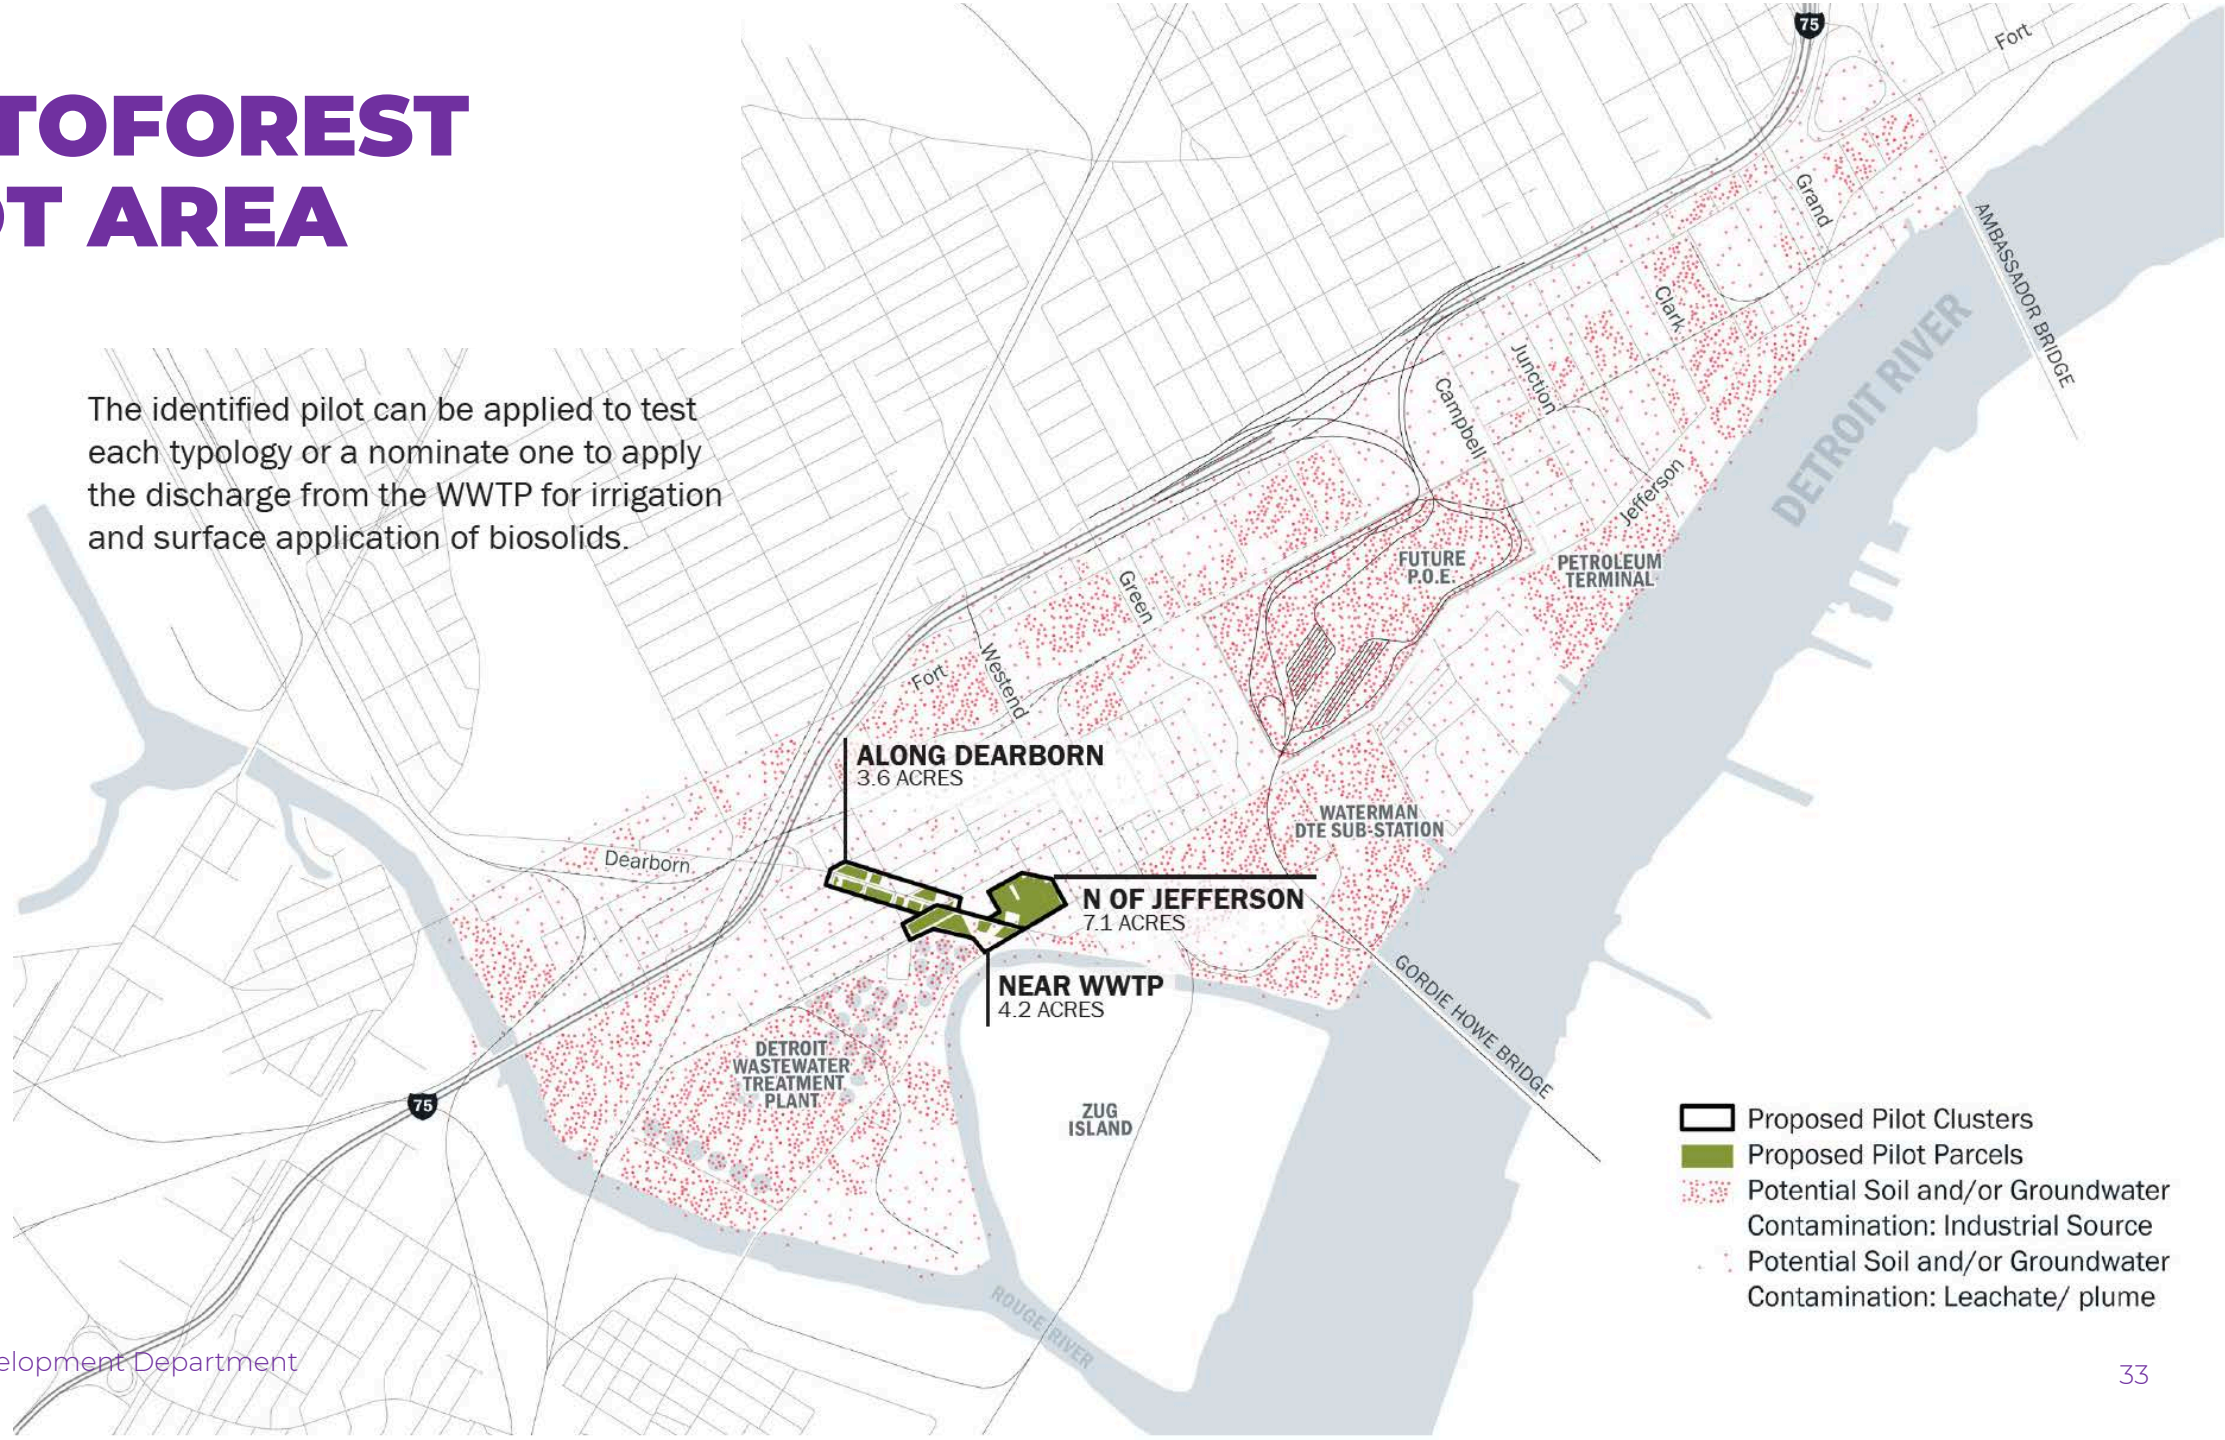 TOFOREST
OT AREA
The identified pilot can be applied to test
each typology or a nominate one to apply
the discharge from the WWTP for irrigation
and surface application of biosolids.
75
Fort
Grand
AMBASSADOR BRIDGE
Clark
DETROIT RIVER
Junction
Campbell
Jefferson
FUTURE
P.O.E.
PETROLEUM
TERMINAL
Green
Westend
Fort
ALONG DEARBORN
3.6 ACRES
WATERMAN
DTE SUB-STATION
Dearborn
N OF JEFFERSON
7.1 ACRES
NEAR WWTP
4.2 ACRES
GORDIE HOWE BRIDGE
DETROIT
WASTEWATER
TREATMENT
PLANT
75
ZUG
ISLAND
ROUGE RIVER
Proposed Pilot Clusters
Proposed Pilot Parcels
Potential Soil and/or Groundwater
Contamination: Industrial Source
Potential Soil and/or Groundwater
Contamination: Leachate/ plume
elopment Department
33